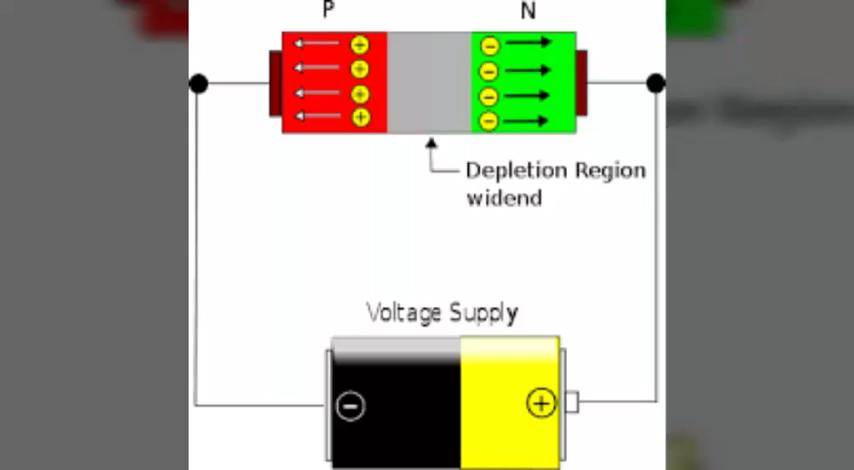 P
N
+
−
+
−
+
−
+
−
Depletion Region
widend
Voltage Supply
−
+